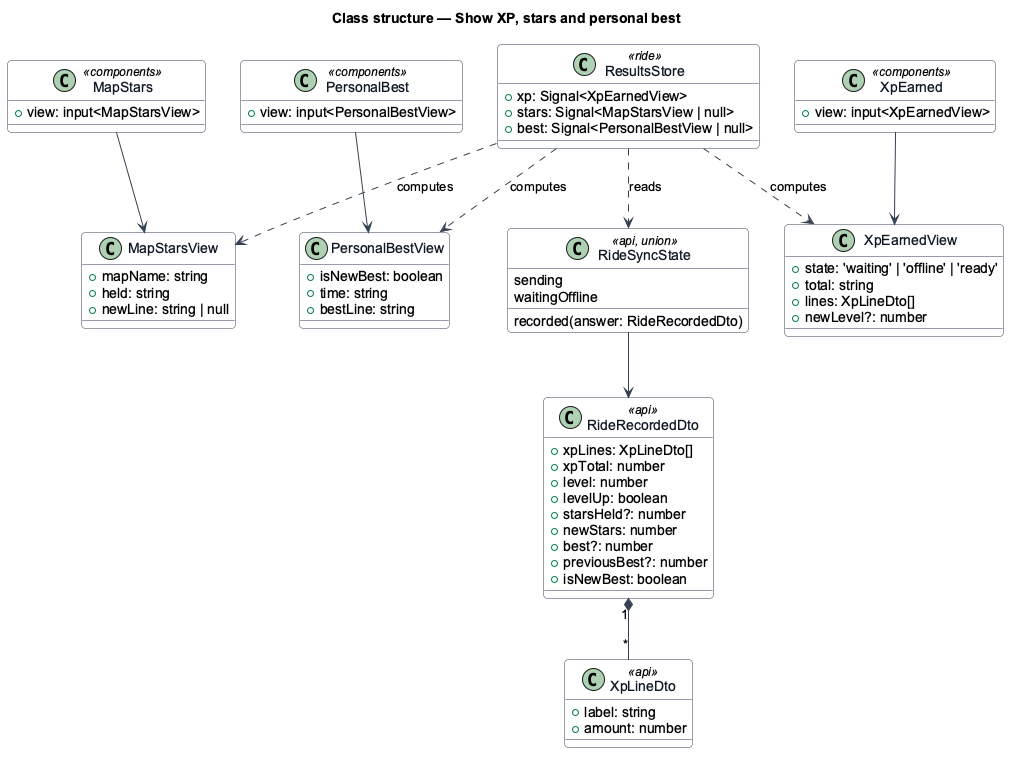 Class structure — Show XP, stars and personal best
C
«components»
MapStars
view: input<MapStarsView>
C
«components»
PersonalBest
view: input<PersonalBestView>
C
«ride»
ResultsStore
xp: Signal<XpEarnedView>
stars: Signal<MapStarsView | null>
best: Signal<PersonalBestView | null>
C
«components»
XpEarned
view: input<XpEarnedView>
computes
computes
reads
computes
C
MapStarsView
mapName: string
held: string
newLine: string | null
C
PersonalBestView
isNewBest: boolean
time: string
bestLine: string
C
«api, union»
RideSyncState
sending
waitingOffline
recorded(answer: RideRecordedDto)
C
XpEarnedView
state: 'waiting' | 'offline' | 'ready'
total: string
lines: XpLineDto[]
newLevel?: number
C
«api»
RideRecordedDto
xpLines: XpLineDto[]
xpTotal: number
level: number
levelUp: boolean
starsHeld?: number
newStars: number
best?: number
previousBest?: number
isNewBest: boolean
1
*
C
«api»
XpLineDto
label: string
amount: number